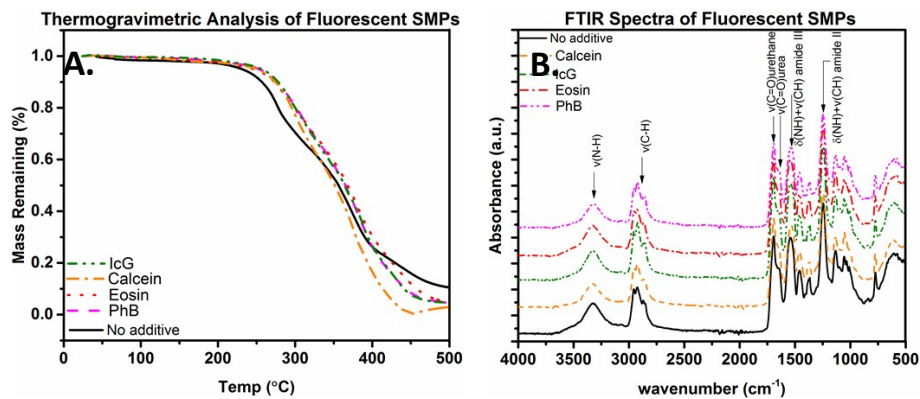 Thermogravimetric Analysis of Fluorescent SMPs
A.
1.0
0.8
0.6
0.4
0.2
0.0
Mass Remaining (%)
IcG
Calcein
Eosin
PhB
No additive
0
100
200
300
400
500
Temp (°C)
FTIR Spectra of Fluorescent SMPs
B.
No additive
Calcein
IcG
Eosin
PhB
Absorbance (a.u.)
ν(N-H)
ν(C-H)
ν(C=O)urethane
ν(C=O)urea
δ(NH)+ν(CH) amide III
δ(NH)+ν(CH) amide II
4000
3500
3000
2500
2000
1500
1000
500
wavenumber (cm⁻¹)